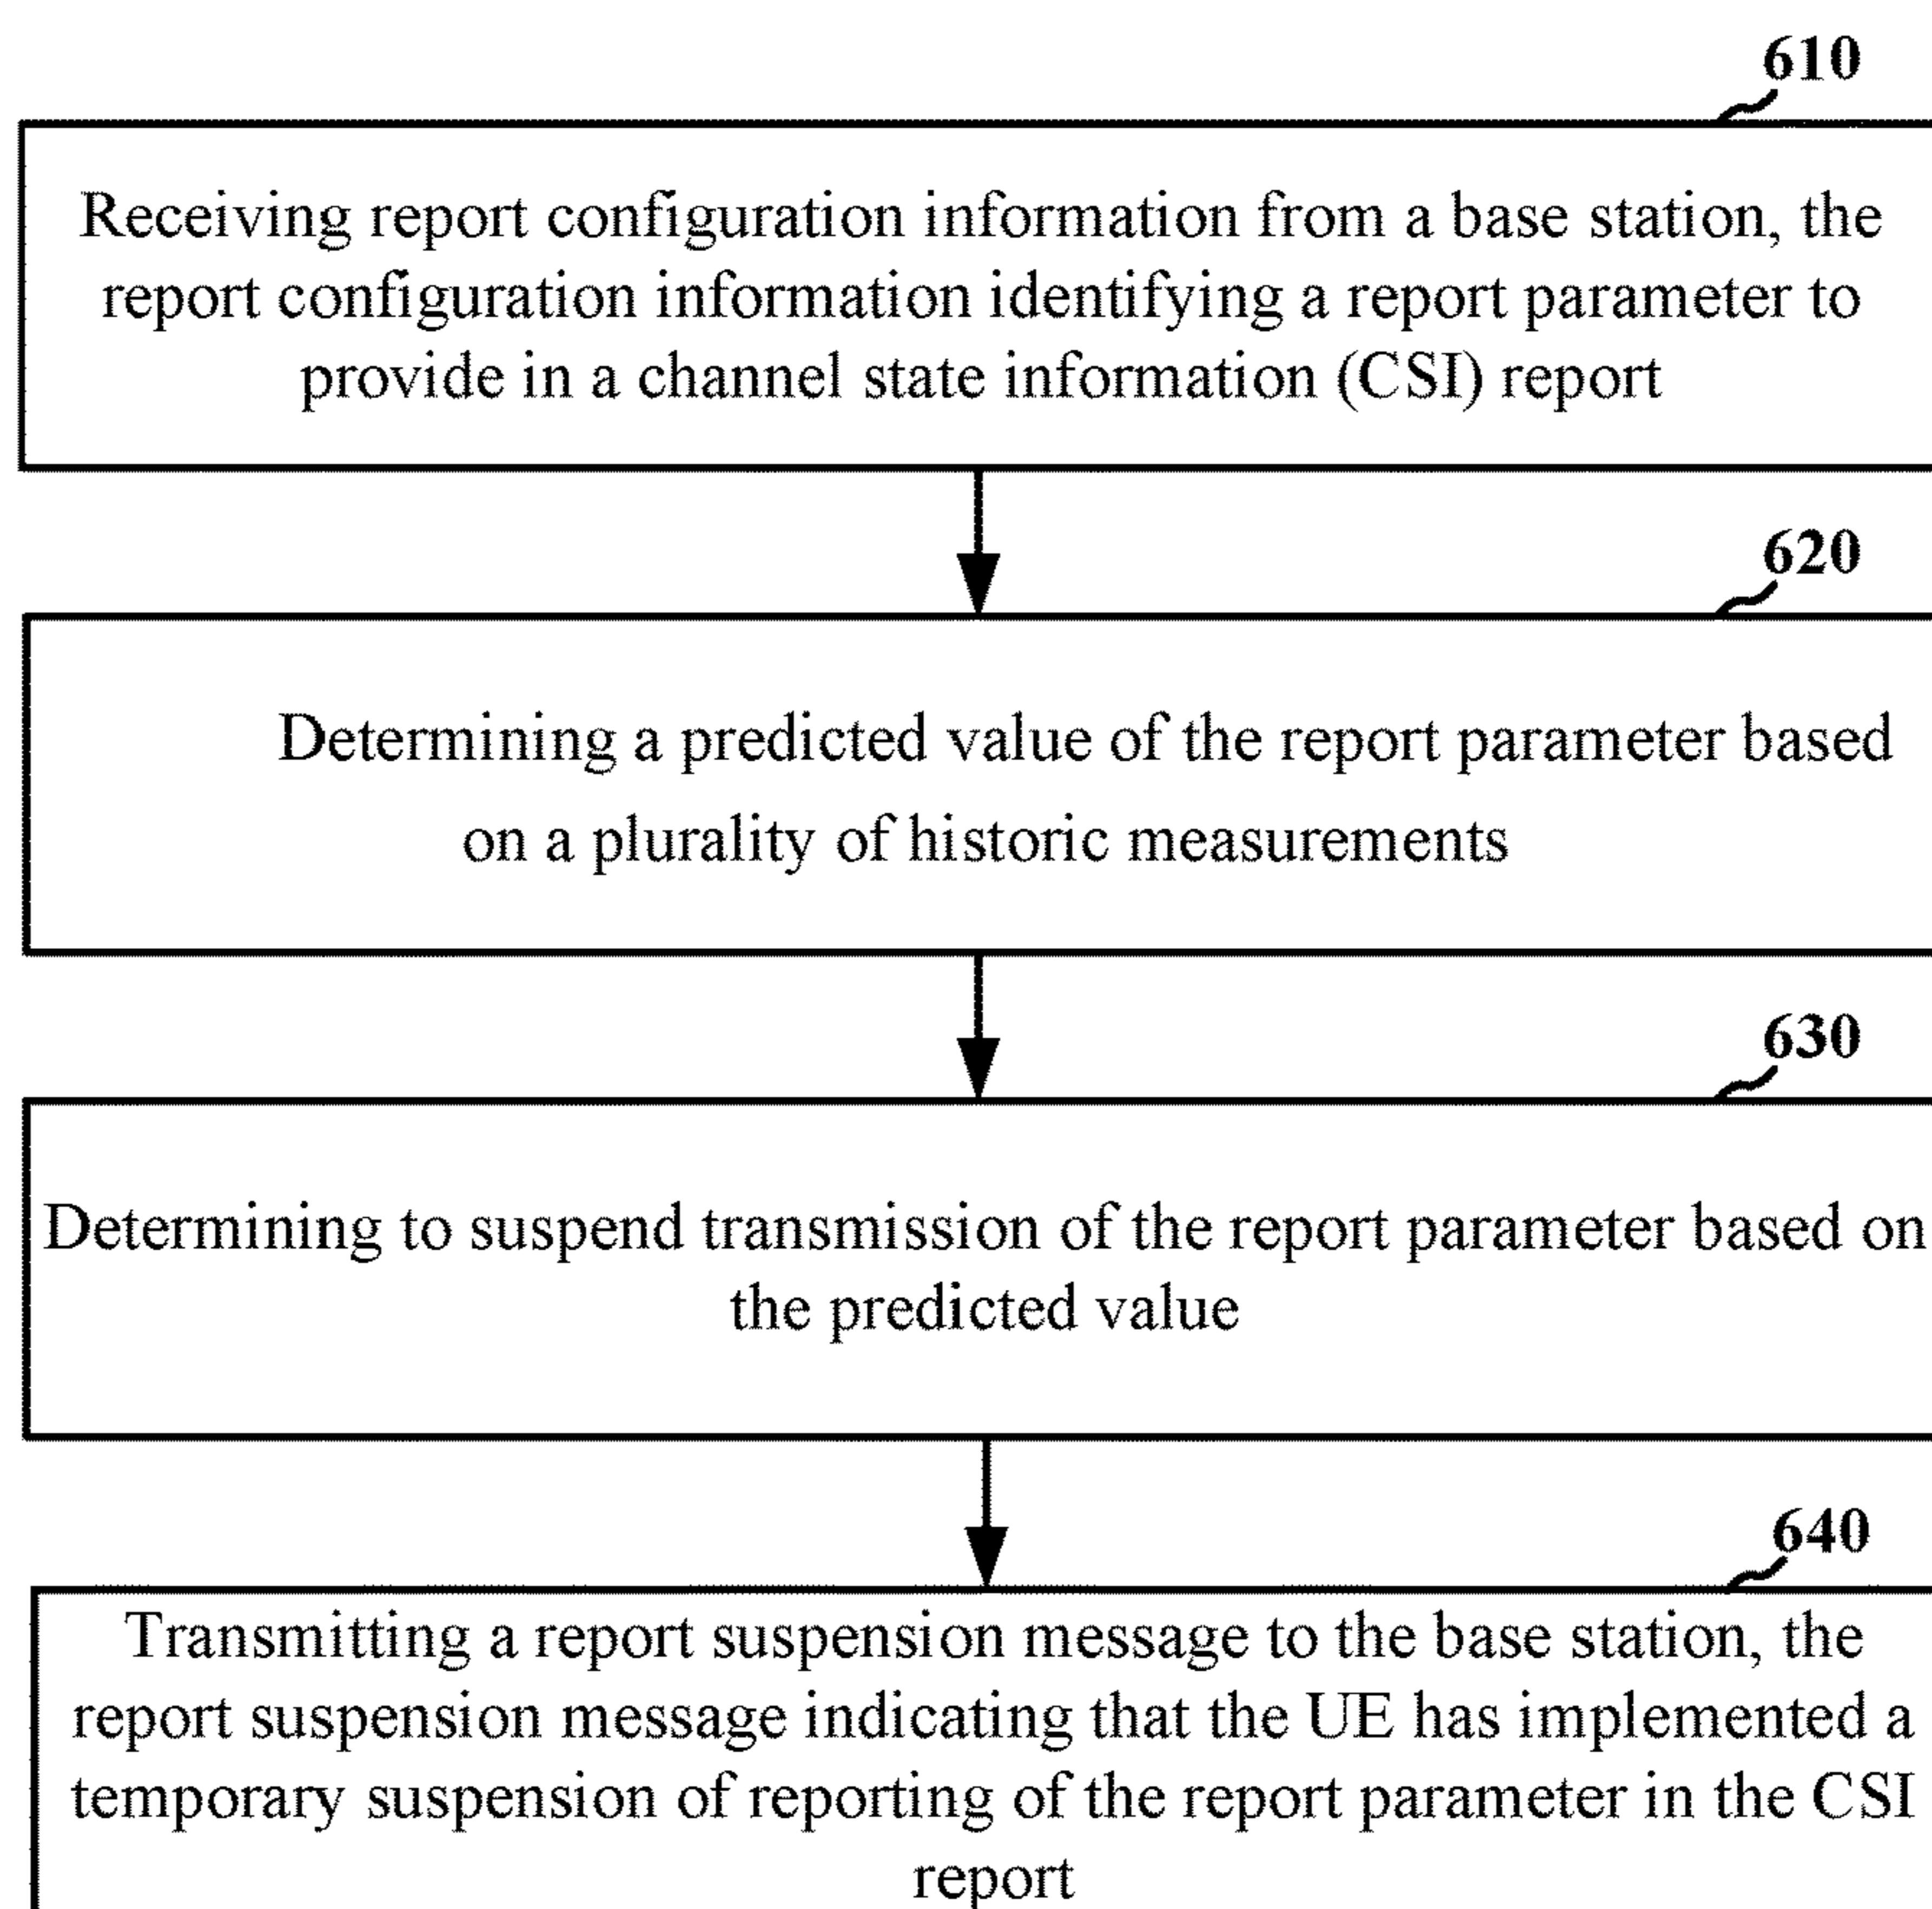 610
Receiving report configuration information from a base station, the
report configuration information identifying a report parameter to
provide in a channel state information (CSI) report
620
Determining a predicted value of the report parameter based
on a plurality of historic measurements
630
Determining to suspend transmission of the report parameter based on
the predicted value
640
Transmitting a report suspension message to the base station, the
report suspension message indicating that the UE has implemented a
temporary suspension of reporting of the report parameter in the CSI
report